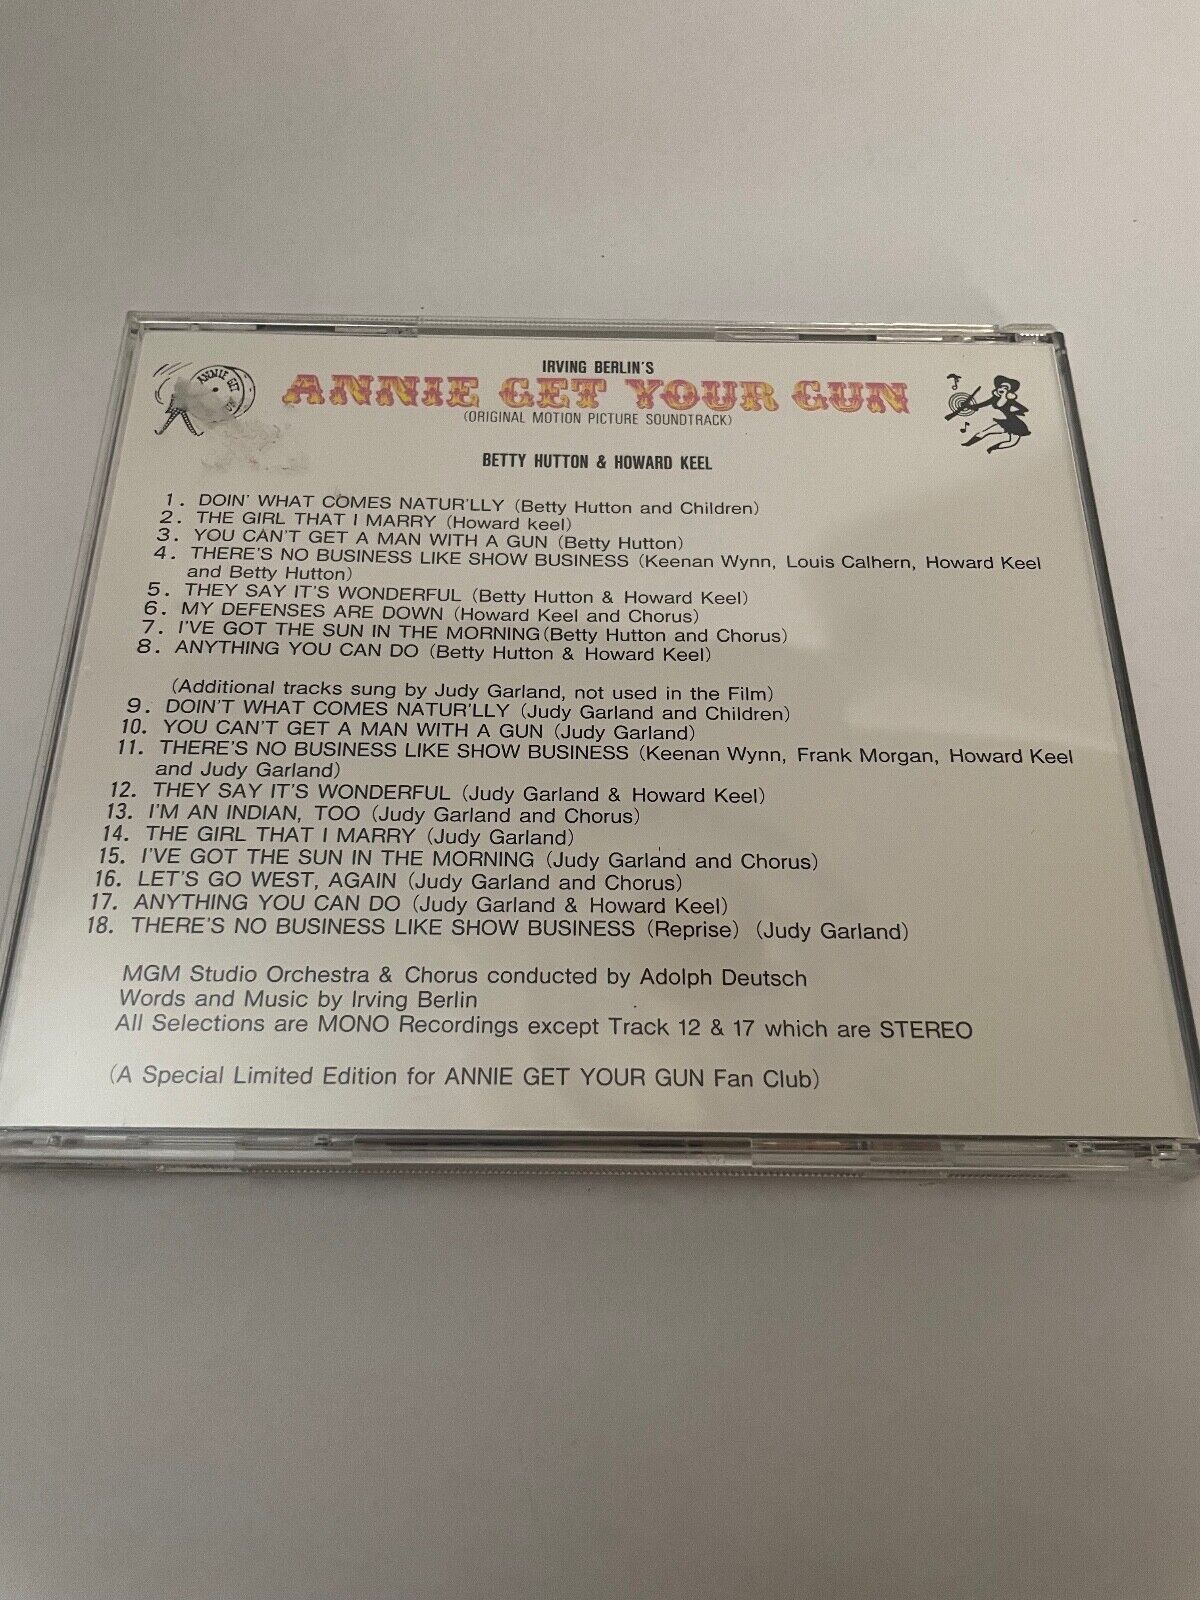 IRVING BERLIN'S
ANNIE GET YOUR GUN
(ORIGINAL MOTION PICTURE SOUNDTRACK)
ANNIE GET
BETTY HUTTON & HOWARD KEEL
1. DOIN' WHAT COMES NATUR'LLY (Betty Hutton and Children)
2. THE GIRL THAT I MARRY (Howard keel)
3. YOU CAN'T GET A MAN WITH A GUN (Betty Hutton)
4. THERE'S NO BUSINESS LIKE SHOW BUSINESS (Keenan Wynn, Louis Calhern, Howard Keel
and Betty Hutton)
5. THEY SAY IT'S WONDERFUL (Betty Hutton & Howard Keel)
6. MY DEFENSES ARE DOWN (Howard Keel and Chorus)
7. I'VE GOT THE SUN IN THE MORNING (Betty Hutton and Chorus)
8. ANYTHING YOU CAN DO (Betty Hutton & Howard Keel)
(Additional tracks sung by Judy Garland, not used in the Film)
9. DOIN'T WHAT COMES NATUR'LLY (Judy Garland and Children)
10. YOU CAN'T GET A MAN WITH A GUN (Judy Garland)
11. THERE'S NO BUSINESS LIKE SHOW BUSINESS (Keenan Wynn, Frank Morgan, Howard Keel
and Judy Garland)
12. THEY SAY IT'S WONDERFUL (Judy Garland & Howard Keel)
13. I'M AN INDIAN, TOO (Judy Garland and Chorus)
14. THE GIRL THAT I MARRY (Judy Garland)
15. I'VE GOT THE SUN IN THE MORNING (Judy Garland and Chorus)
16. LET'S GO WEST, AGAIN (Judy Garland and Chorus)
17. ANYTHING YOU CAN DO (Judy Garland & Howard Keel)
18. THERE'S NO BUSINESS LIKE SHOW BUSINESS (Reprise) (Judy Garland)
MGM Studio Orchestra & Chorus conducted by Adolph Deutsch
Words and Music by Irving Berlin
All Selections are MONO Recordings except Track 12 & 17 which are STEREO
(A Special Limited Edition for ANNIE GET YOUR GUN Fan Club)